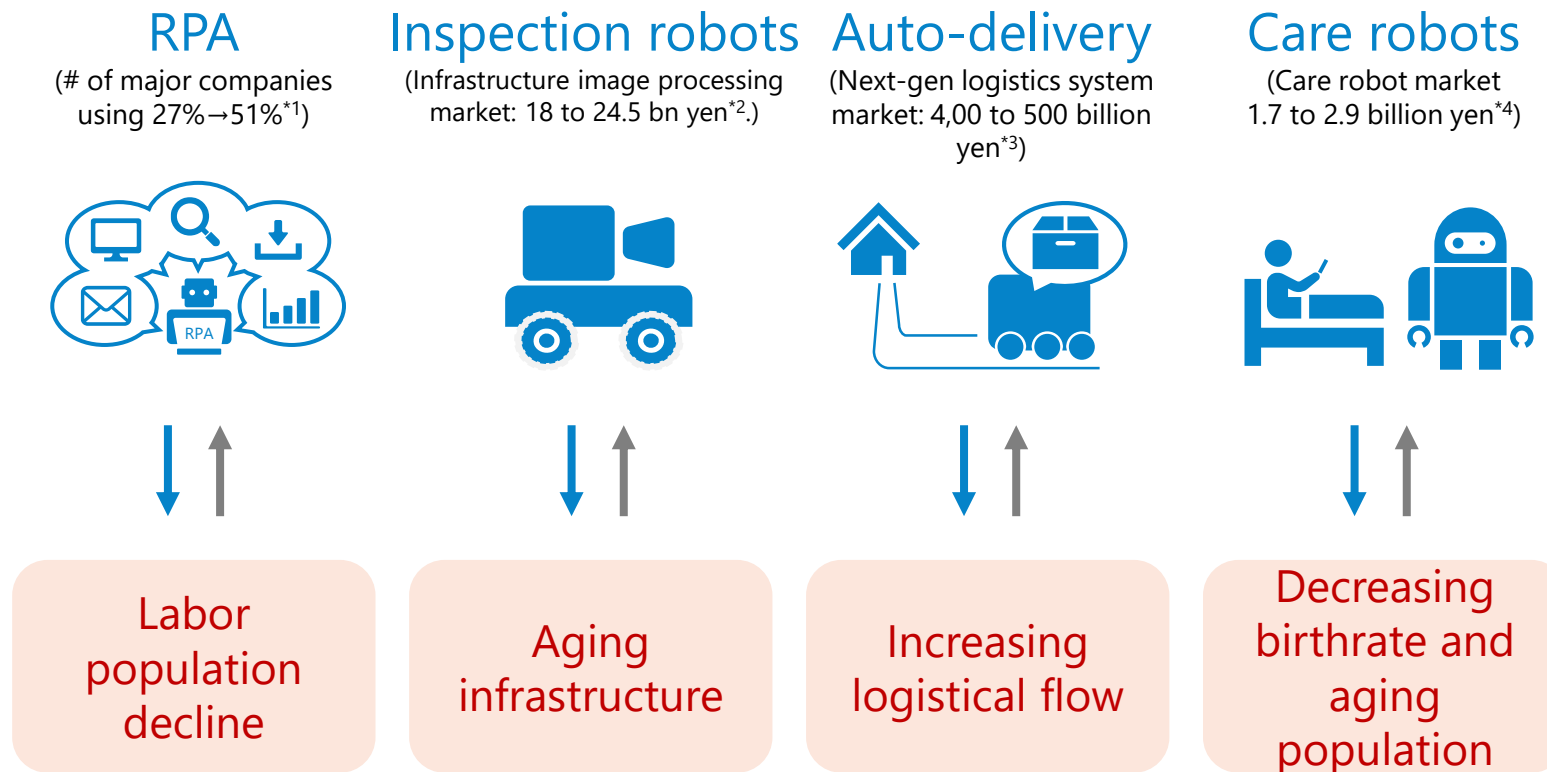 RPA
(# of major companies
using 27%→51%*1)
Inspection robots
(Infrastructure image processing
market: 18 to 24.5 bn yen*2.)
Auto-delivery
(Next-gen logistics system
market: 4,00 to 500 billion
yen*3)
Care robots
(Care robot market
1.7 to 2.9 billion yen*4)
RPA
Labor
population
decline
Aging
infrastructure
Increasing
logistical flow
Decreasing
birthrate and
aging
population